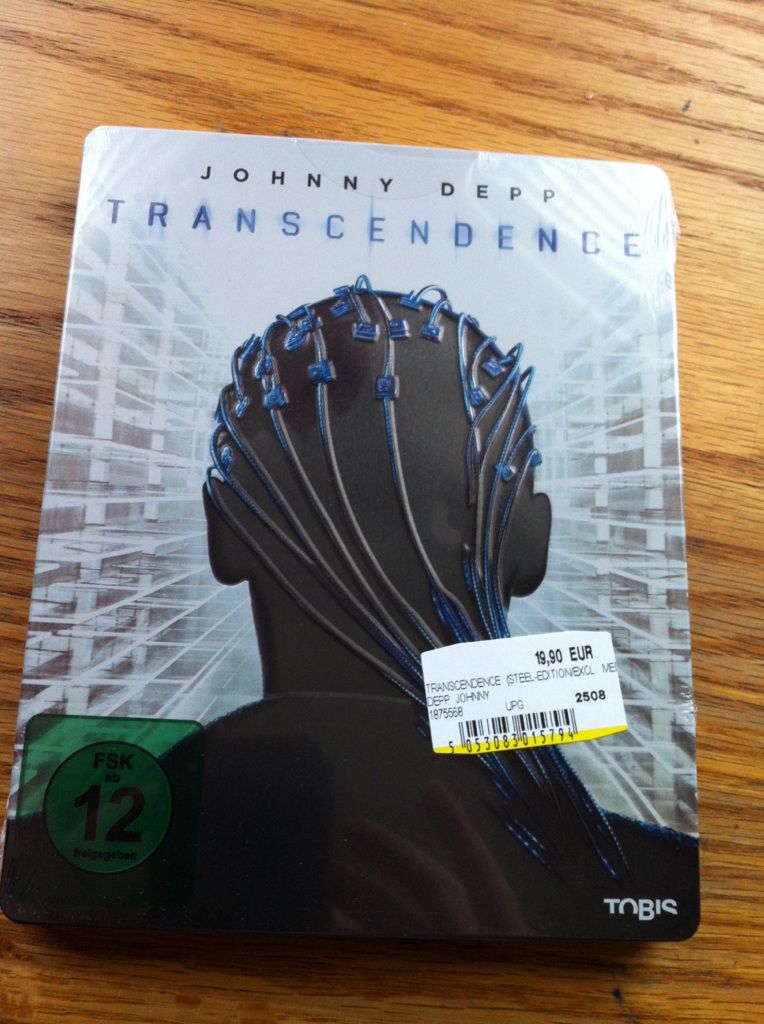 JOHNNY DEPP
TRANSCENDENCE
19,90 EUR
TRANSCENDENCE (STEEL-EDITION/EXCL. ME
DEPP JOHNNY
2508
1875568
UPG
5 053083 015794
FSK
ab
12
freigegeben
TOBIS